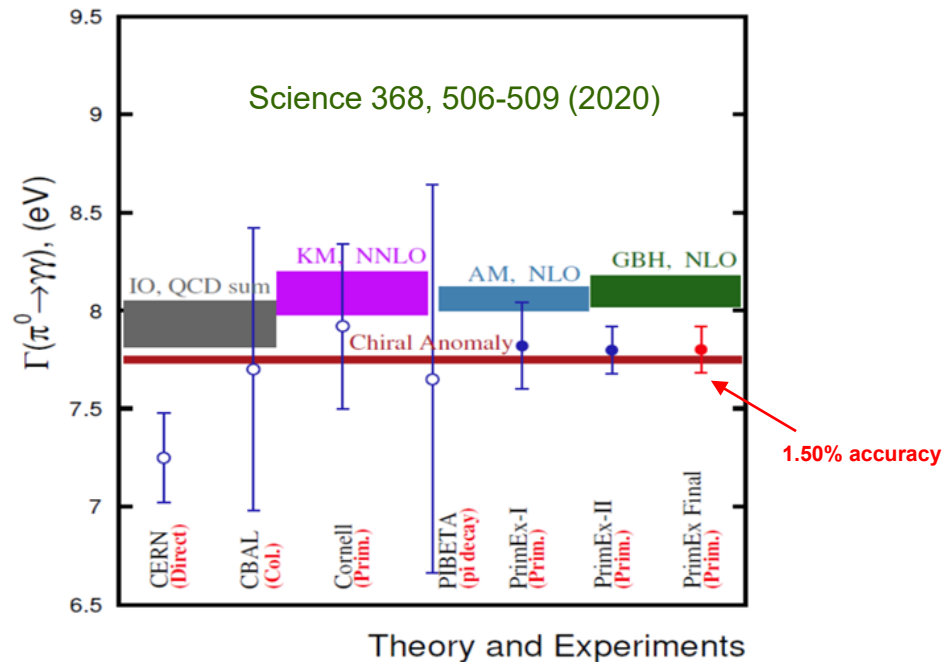 9.5
Science 368, 506-509 (2020)
9
8.5
8
7.5
7
6.5
Γ(π⁰→γγ), (eV)
KM, NNLO
GBH, NLO
AM, NLO
IO, QCD sum
Chiral Anomaly
1.50% accuracy
CERN
(Direct)
CBAL
(Col.)
Cornell
(Prim.)
PIBETA
(pi decay)
PrimEx-I
(Prim.)
PrimEx-II
(Prim.)
PrimEx Final
(Prim.)
Theory and Experiments